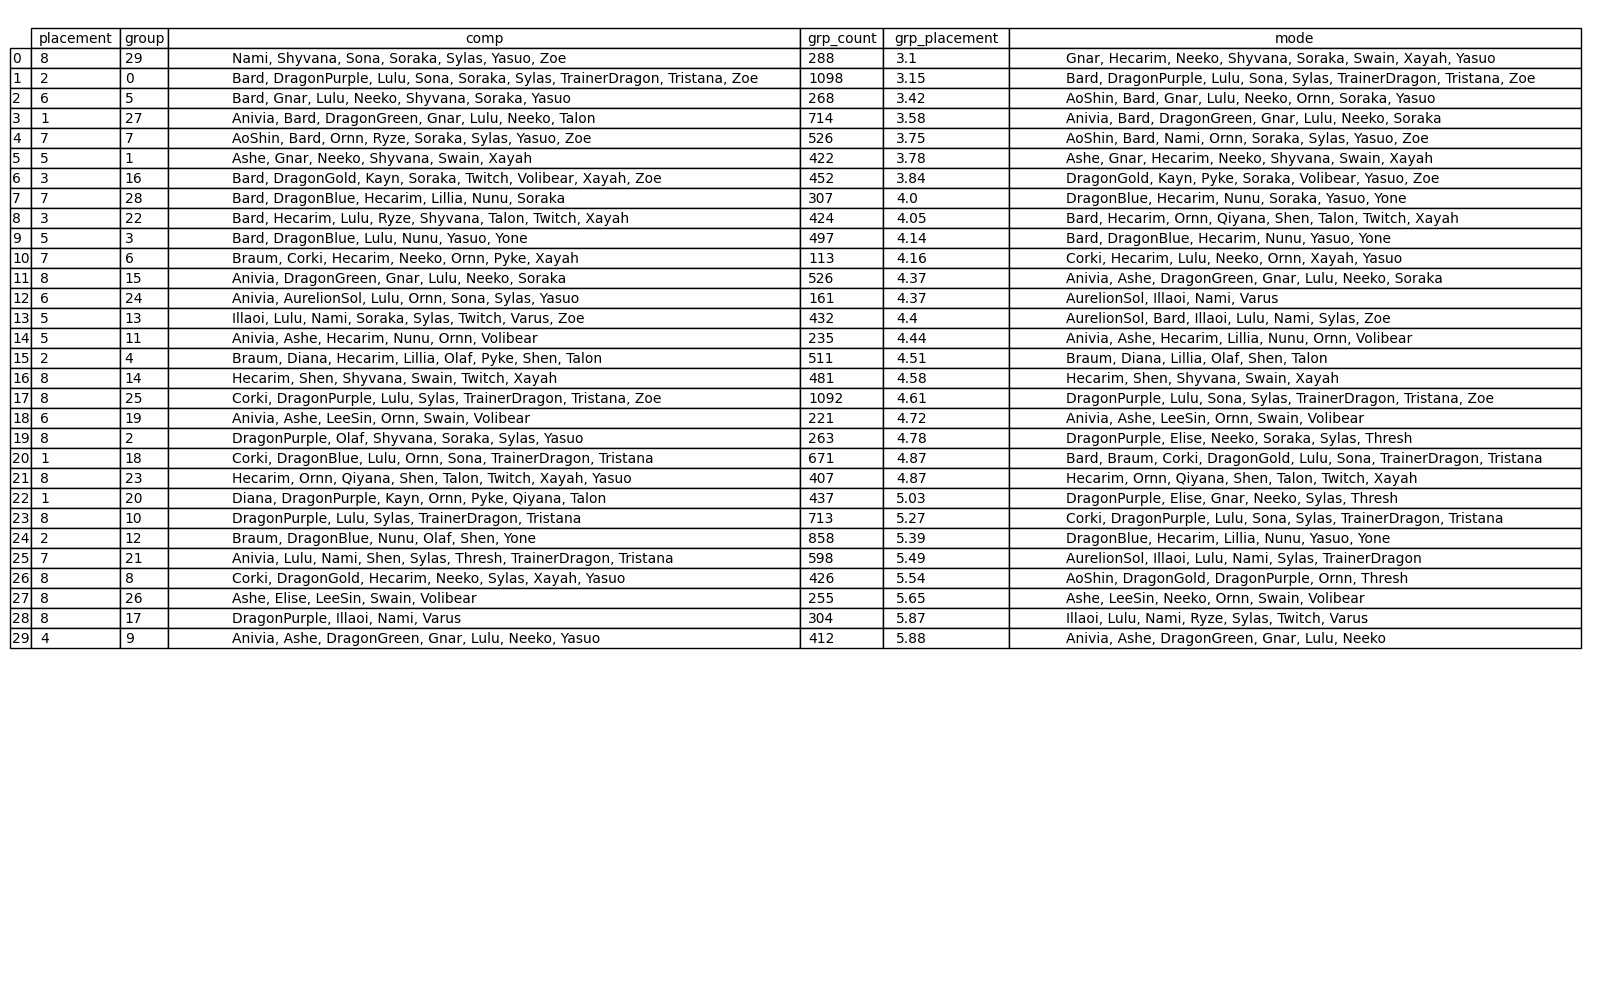 placement group comp grp_count grp_placement mode
0 8 29 Nami, Shyvana, Sona, Soraka, Sylas, Yasuo, Zoe 288 3.1 Gnar, Hecarim, Neeko, Shyvana, Soraka, Swain, Xayah, Yasuo
1 2 0 Bard, DragonPurple, Lulu, Sona, Soraka, Sylas, TrainerDragon, Tristana, Zoe 1098 3.15 Bard, DragonPurple, Lulu, Sona, Sylas, TrainerDragon, Tristana, Zoe
2 6 5 Bard, Gnar, Lulu, Neeko, Shyvana, Soraka, Yasuo 268 3.42 AoShin, Bard, Gnar, Lulu, Neeko, Ornn, Soraka, Yasuo
3 1 27 Anivia, Bard, DragonGreen, Gnar, Lulu, Neeko, Talon 714 3.58 Anivia, Bard, DragonGreen, Gnar, Lulu, Neeko, Soraka
4 7 7 AoShin, Bard, Ornn, Ryze, Soraka, Sylas, Yasuo, Zoe 526 3.75 AoShin, Bard, Nami, Ornn, Soraka, Sylas, Yasuo, Zoe
5 5 1 Ashe, Gnar, Neeko, Shyvana, Swain, Xayah 422 3.78 Ashe, Gnar, Hecarim, Neeko, Shyvana, Swain, Xayah
6 3 16 Bard, DragonGold, Kayn, Soraka, Twitch, Volibear, Xayah, Zoe 452 3.84 DragonGold, Kayn, Pyke, Soraka, Volibear, Yasuo, Zoe
7 7 28 Bard, DragonBlue, Hecarim, Lillia, Nunu, Soraka 307 4.0 DragonBlue, Hecarim, Nunu, Soraka, Yasuo, Yone
8 3 22 Bard, Hecarim, Lulu, Ryze, Shyvana, Talon, Twitch, Xayah 424 4.05 Bard, Hecarim, Ornn, Qiyana, Shen, Talon, Twitch, Xayah
9 5 3 Bard, DragonBlue, Lulu, Nunu, Yasuo, Yone 497 4.14 Bard, DragonBlue, Hecarim, Nunu, Yasuo, Yone
10 7 6 Braum, Corki, Hecarim, Neeko, Ornn, Pyke, Xayah 113 4.16 Corki, Hecarim, Lulu, Neeko, Ornn, Xayah, Yasuo
11 8 15 Anivia, DragonGreen, Gnar, Lulu, Neeko, Soraka 526 4.37 Anivia, Ashe, DragonGreen, Gnar, Lulu, Neeko, Soraka
12 6 24 Anivia, AurelionSol, Lulu, Ornn, Sona, Sylas, Yasuo 161 4.37 AurelionSol, Illaoi, Nami, Varus
13 5 13 Illaoi, Lulu, Nami, Soraka, Sylas, Twitch, Varus, Zoe 432 4.4 AurelionSol, Bard, Illaoi, Lulu, Nami, Sylas, Zoe
14 5 11 Anivia, Ashe, Hecarim, Nunu, Ornn, Volibear 235 4.44 Anivia, Ashe, Hecarim, Lillia, Nunu, Ornn, Volibear
15 2 4 Braum, Diana, Hecarim, Lillia, Olaf, Pyke, Shen, Talon 511 4.51 Braum, Diana, Lillia, Olaf, Shen, Talon
16 8 14 Hecarim, Shen, Shyvana, Swain, Twitch, Xayah 481 4.58 Hecarim, Shen, Shyvana, Swain, Xayah
17 8 25 Corki, DragonPurple, Lulu, Sylas, TrainerDragon, Tristana, Zoe 1092 4.61 DragonPurple, Lulu, Sona, Sylas, TrainerDragon, Tristana, Zoe
18 6 19 Anivia, Ashe, LeeSin, Ornn, Swain, Volibear 221 4.72 Anivia, Ashe, LeeSin, Ornn, Swain, Volibear
19 8 2 DragonPurple, Olaf, Shyvana, Soraka, Sylas, Yasuo 263 4.78 DragonPurple, Elise, Neeko, Soraka, Sylas, Thresh
20 1 18 Corki, DragonBlue, Lulu, Ornn, Sona, TrainerDragon, Tristana 671 4.87 Bard, Braum, Corki, DragonGold, Lulu, Sona, TrainerDragon, Tristana
21 8 23 Hecarim, Ornn, Qiyana, Shen, Talon, Twitch, Xayah, Yasuo 407 4.87 Hecarim, Ornn, Qiyana, Shen, Talon, Twitch, Xayah
22 1 20 Diana, DragonPurple, Kayn, Ornn, Pyke, Qiyana, Talon 437 5.03 DragonPurple, Elise, Gnar, Neeko, Sylas, Thresh
23 8 10 DragonPurple, Lulu, Sylas, TrainerDragon, Tristana 713 5.27 Corki, DragonPurple, Lulu, Sona, Sylas, TrainerDragon, Tristana
24 2 12 Braum, DragonBlue, Nunu, Olaf, Shen, Yone 858 5.39 DragonBlue, Hecarim, Lillia, Nunu, Yasuo, Yone
25 7 21 Anivia, Lulu, Nami, Shen, Sylas, Thresh, TrainerDragon, Tristana 598 5.49 AurelionSol, Illaoi, Lulu, Nami, Sylas, TrainerDragon
26 8 8 Corki, DragonGold, Hecarim, Neeko, Sylas, Xayah, Yasuo 426 5.54 AoShin, DragonGold, DragonPurple, Ornn, Thresh
27 8 26 Ashe, Elise, LeeSin, Swain, Volibear 255 5.65 Ashe, LeeSin, Neeko, Ornn, Swain, Volibear
28 8 17 DragonPurple, Illaoi, Nami, Varus 304 5.87 Illaoi, Lulu, Nami, Ryze, Sylas, Twitch, Varus
29 4 9 Anivia, Ashe, DragonGreen, Gnar, Lulu, Neeko, Yasuo 412 5.88 Anivia, Ashe, DragonGreen, Gnar, Lulu, Neeko